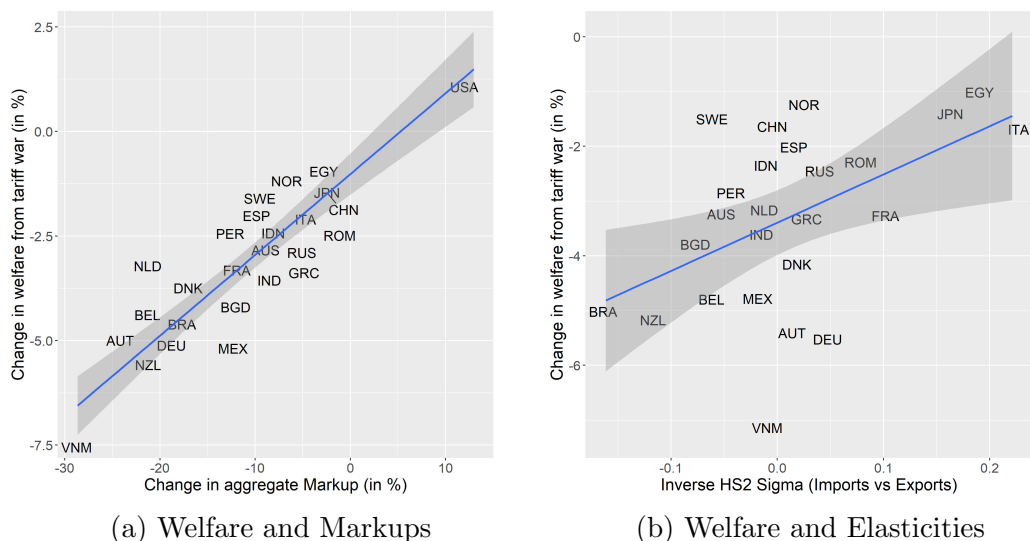 Change in welfare from tariff war (in %)
2.5
0.0
-2.5
-5.0
-7.5
USA
EGY
NOR
JPN
SWE
CHN
ESP
ITA
PER
IDN
ROM
AUS
RUS
NLD
FRA
GRC
IND
DNK
BGD
BEL
BRA
AUT
DEU
MEX
NZL
VNM
-30
-20
-10
0
10
Change in aggregate Markup (in %)
(a) Welfare and Markups
Change in welfare from tariff war (in %)
0
-2
-4
-6
EGY
NOR
JPN
SWE
CHN
ITA
ESP
IDN
ROM
RUS
PER
NLD
AUS
GRC
FRA
IND
BGD
DNK
BEL
MEX
BRA
NZL
AUT
DEU
VNM
-0.1
0.0
0.1
0.2
Inverse HS2 Sigma (Imports vs Exports)
(b) Welfare and Elasticities